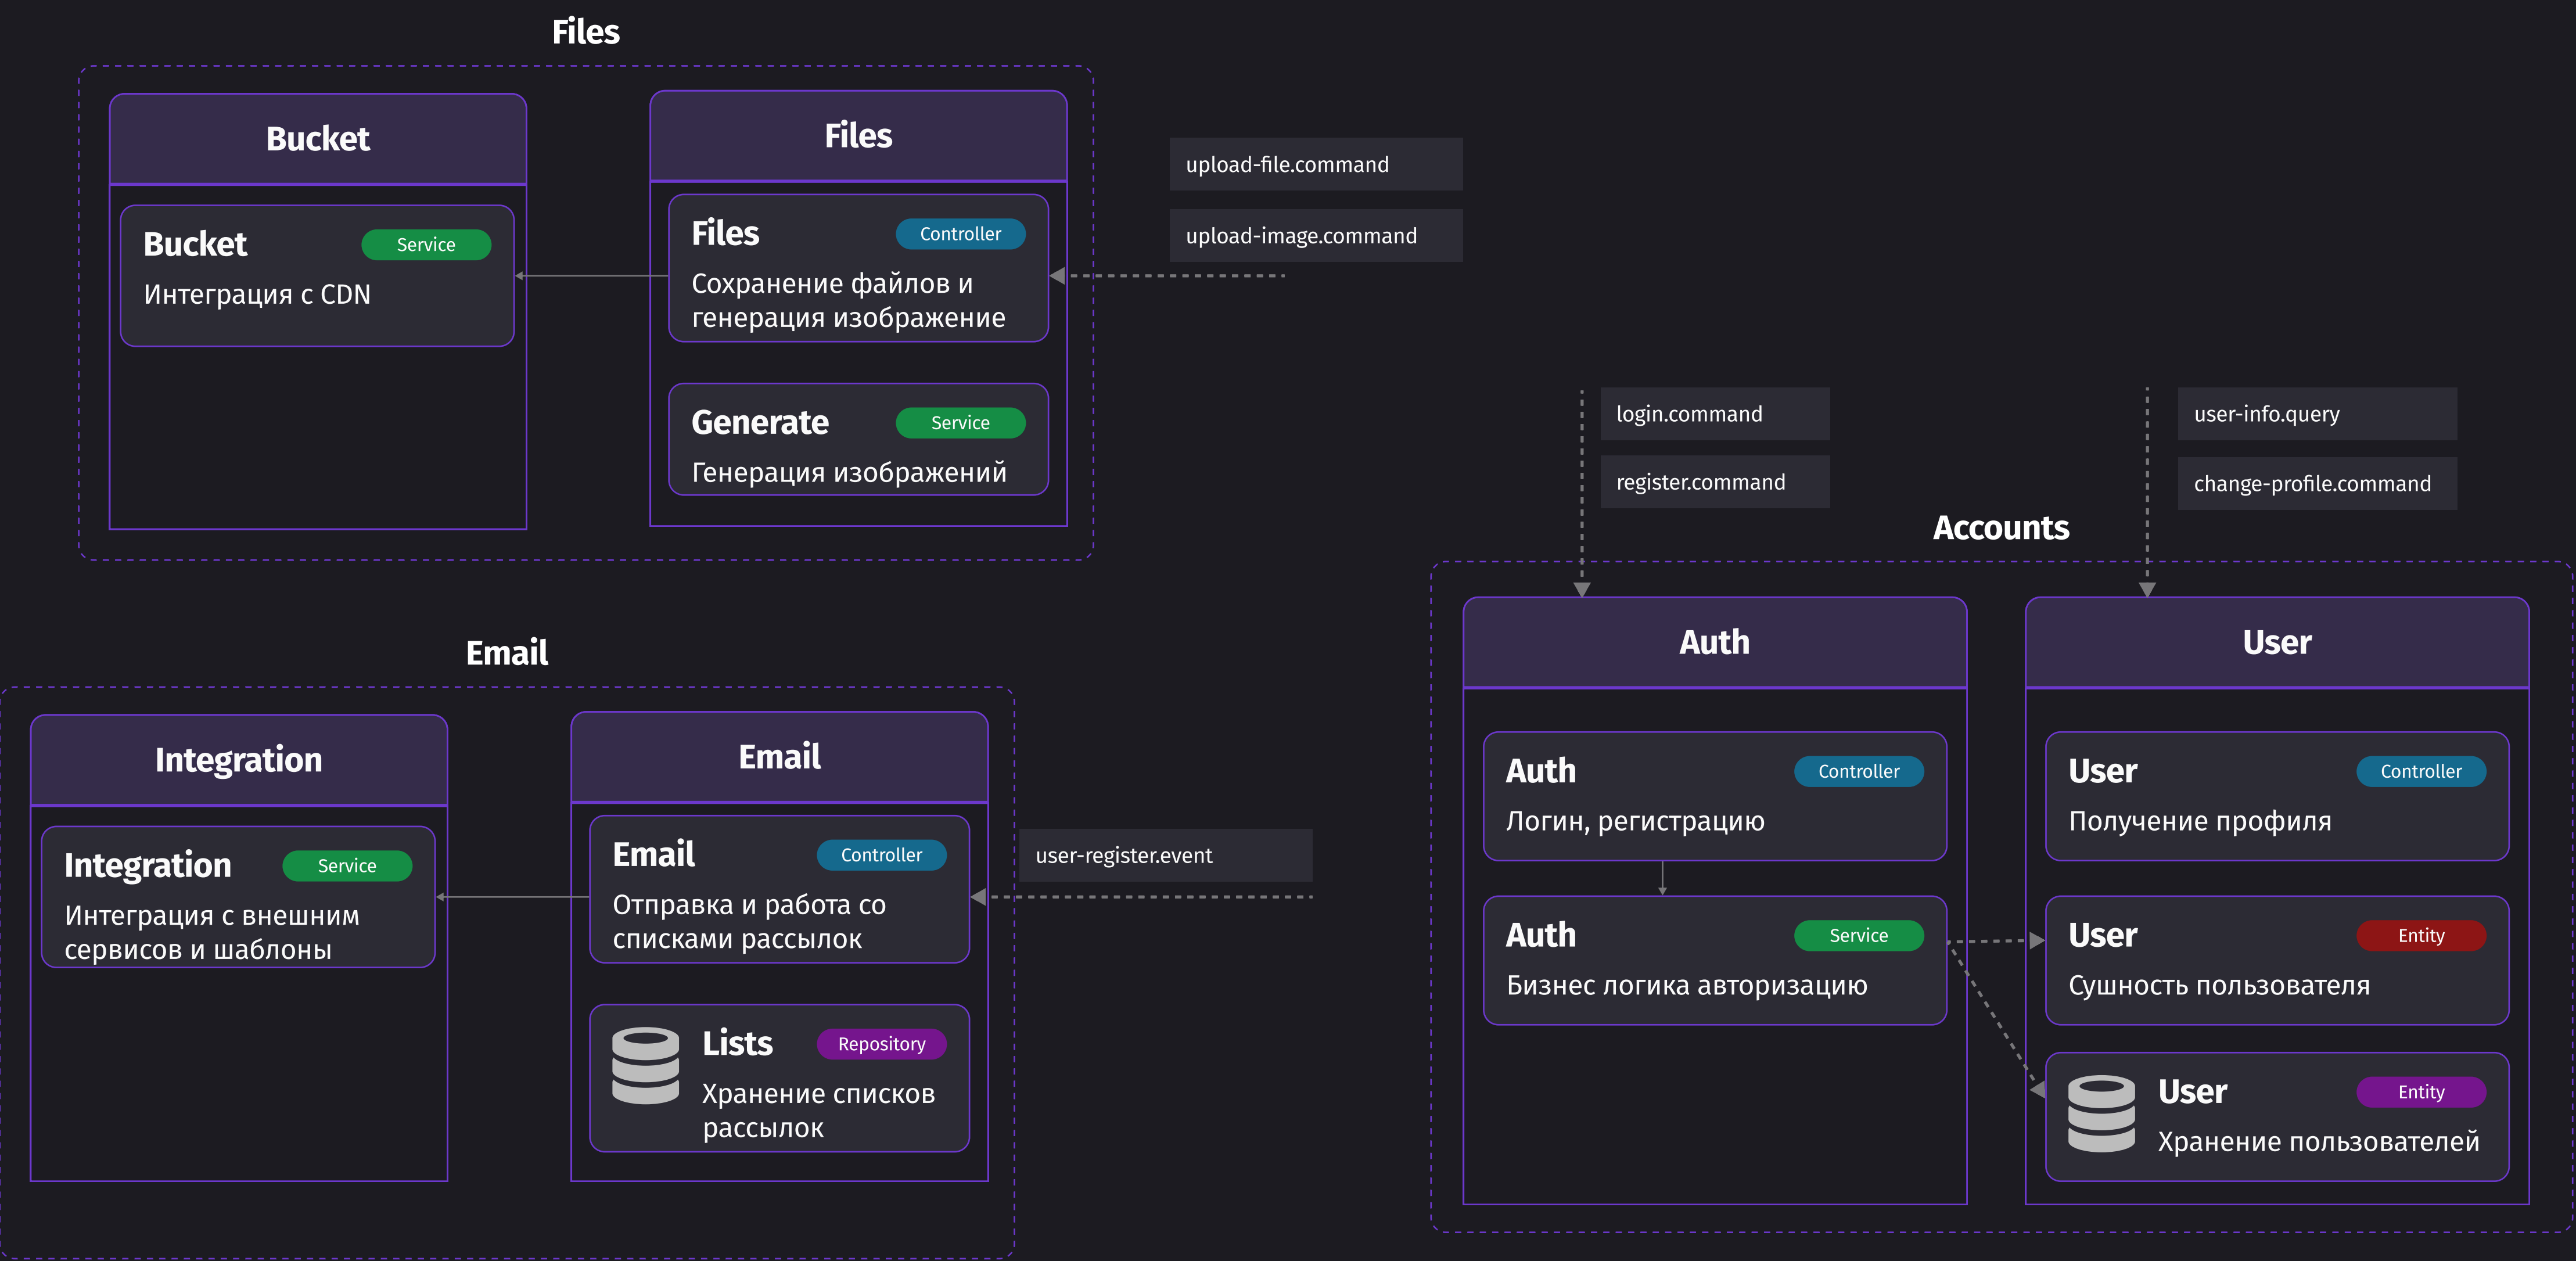 Files
Bucket
Bucket
Service
Интеграция с CDN
Files
Files
Controller
Сохранение файлов и
генерация изображение
Generate
Service
Генерация изображений
upload-file.command
upload-image.command
login.command
register.command
user-info.query
change-profile.command
Accounts
Auth
Auth
Controller
Логин, регистрацию
Auth
Service
Бизнес логика авторизацию
User
User
Controller
Получение профиля
User
Entity
Сушность пользователя
User
Entity
Хранение пользователей
Email
Integration
Integration
Service
Интеграция с внешним
сервисов и шаблоны
Email
Email
Controller
Отправка и работа со
списками рассылок
Lists
Repository
Хранение списков
рассылок
user-register.event